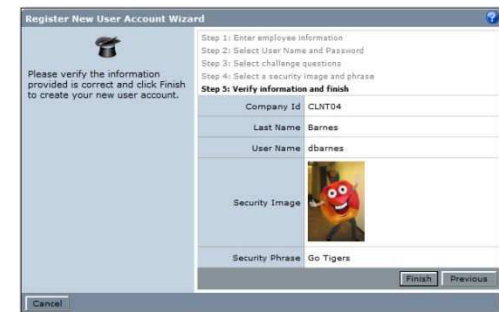 Register New User Account Wizard
?
Please verify the information
provided is correct and click Finish
to create your new user account.
Step 1: Enter employee information
Step 2: Select User Name and Password
Step 3: Select challenge questions
Step 4: Select a security image and phrase
Step 5: Verify information and finish
Company Id CLNT04
Last Name Barnes
User Name dbarnes
Security Image
Security Phrase Go Tigers
Finish Previous
Cancel